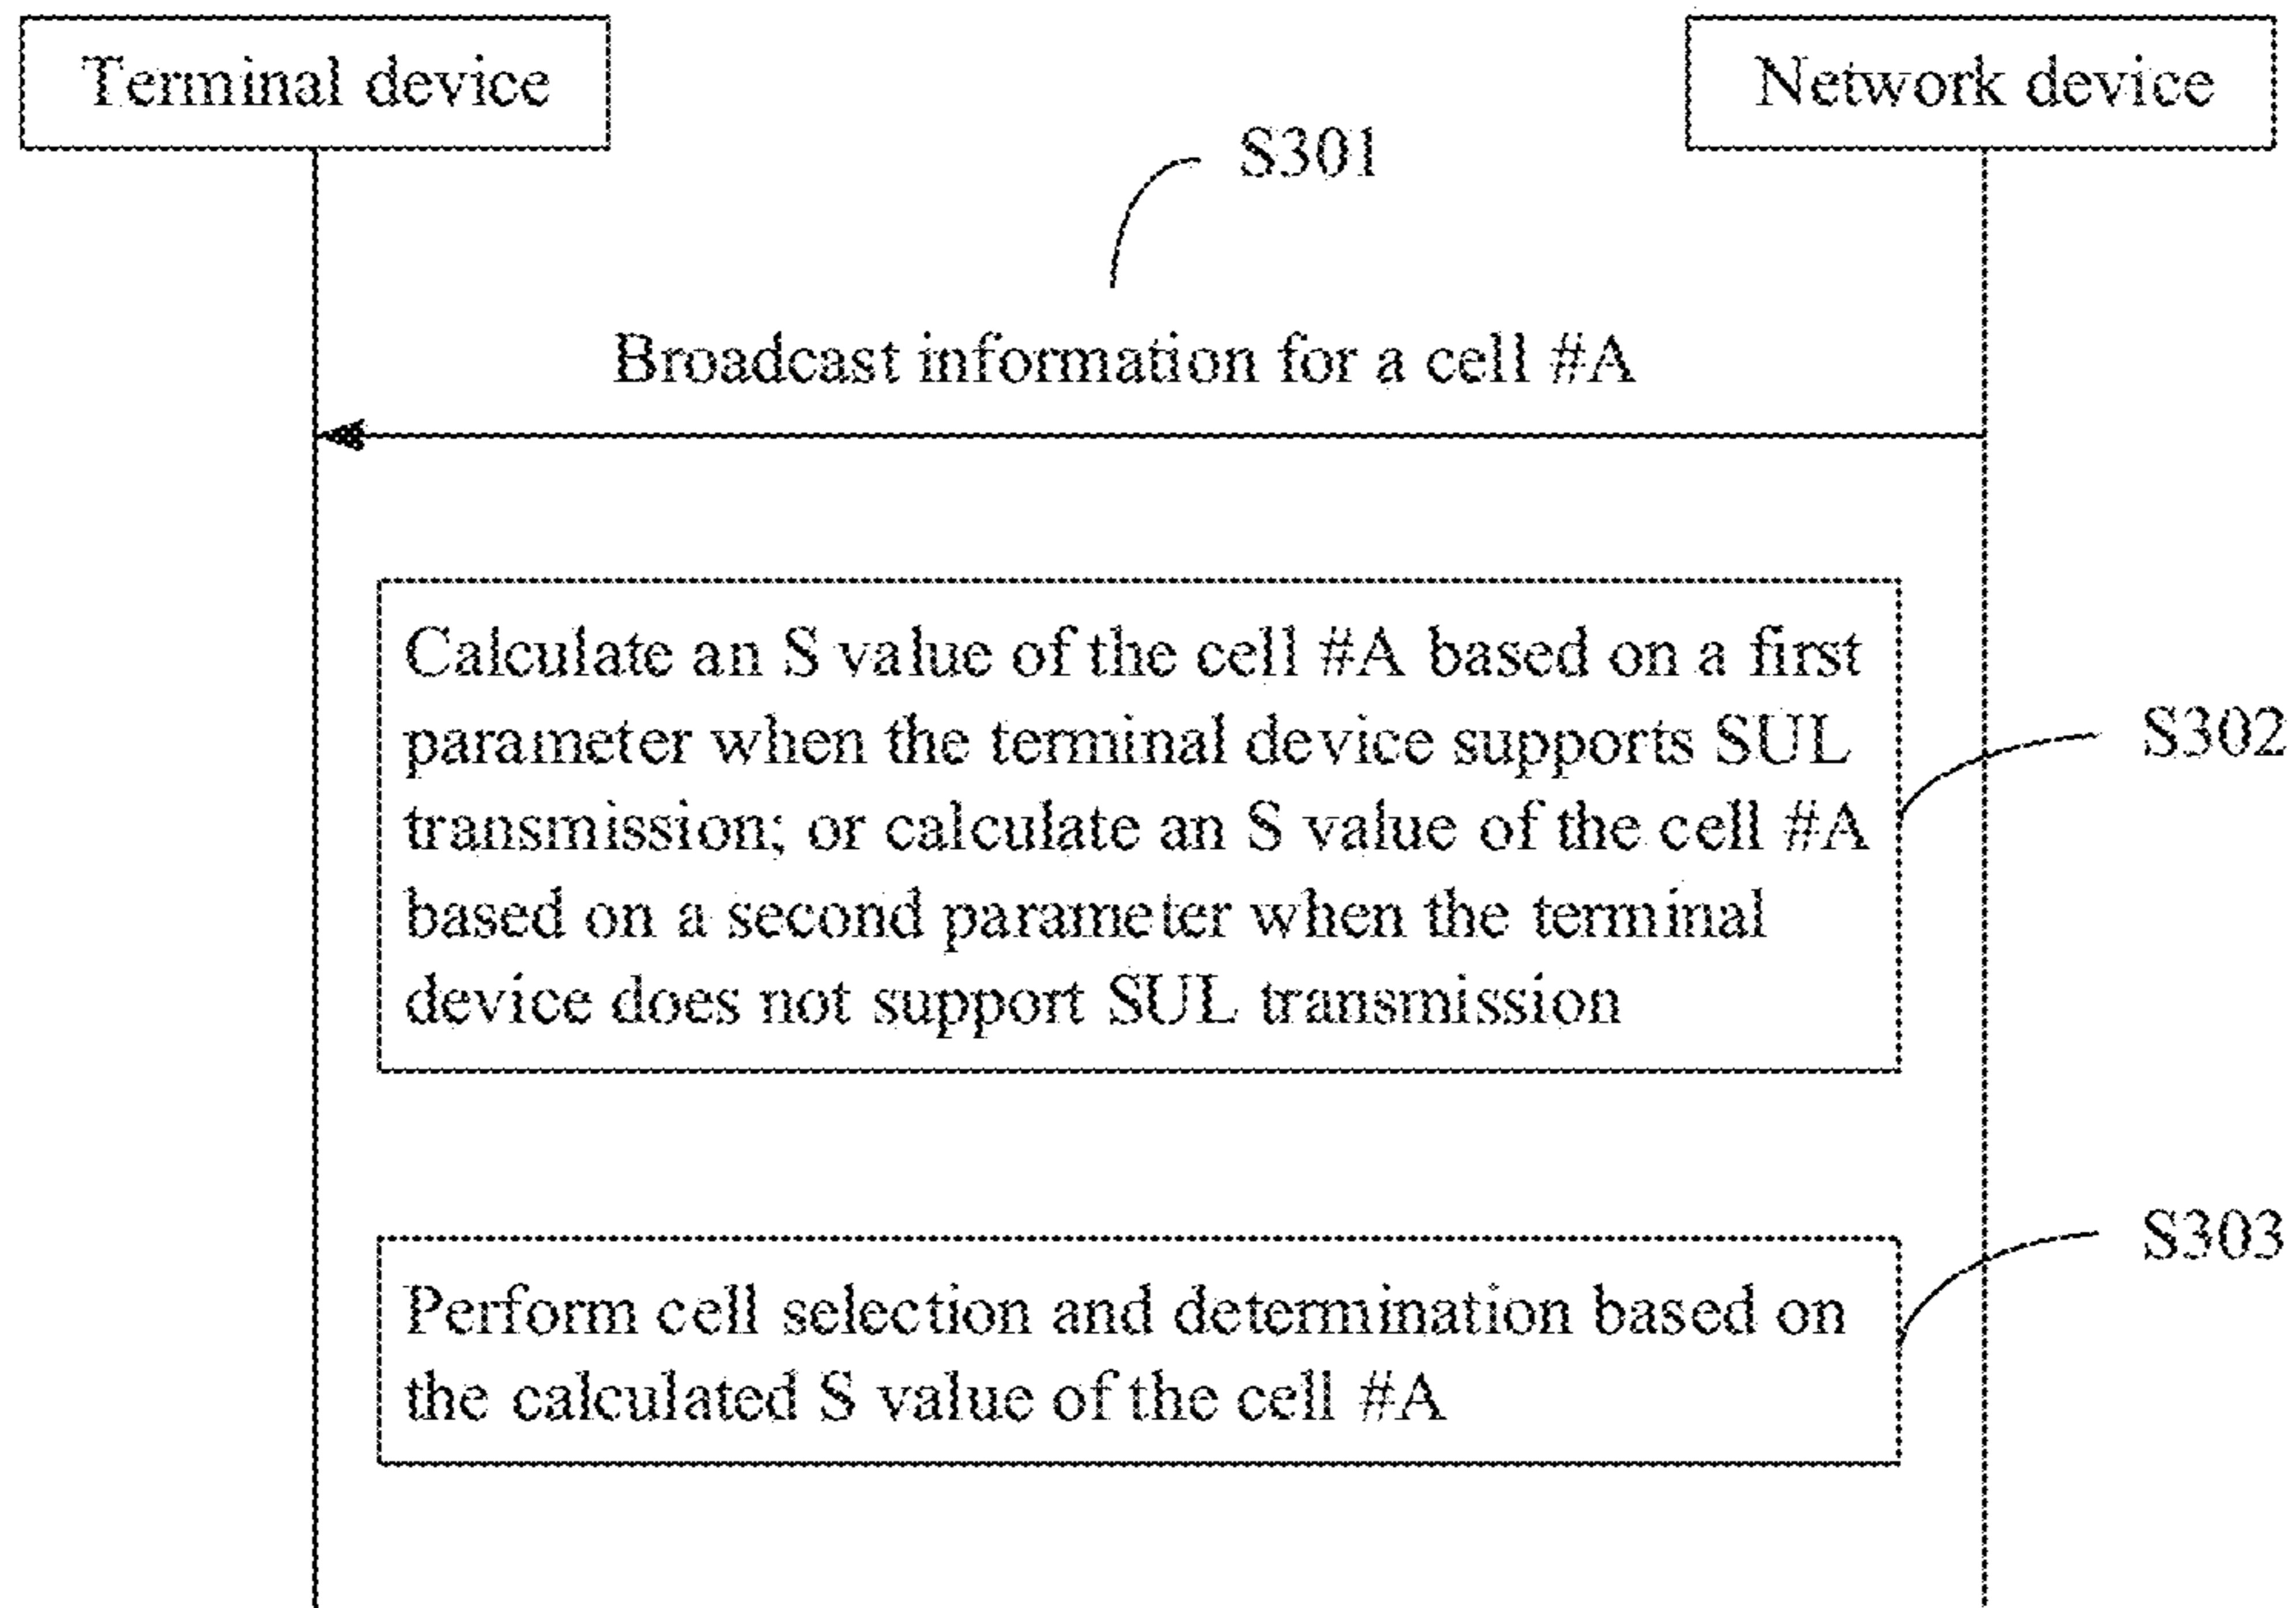 Terminal device
Network device
S301
Broadcast information for a cell #A
Calculate an S value of the cell #A based on a first
parameter when the terminal device supports SUL
transmission; or calculate an S value of the cell #A
based on a second parameter when the terminal
device does not support SUL transmission
S302
S303
Perform cell selection and determination based on
the calculated S value of the cell #A